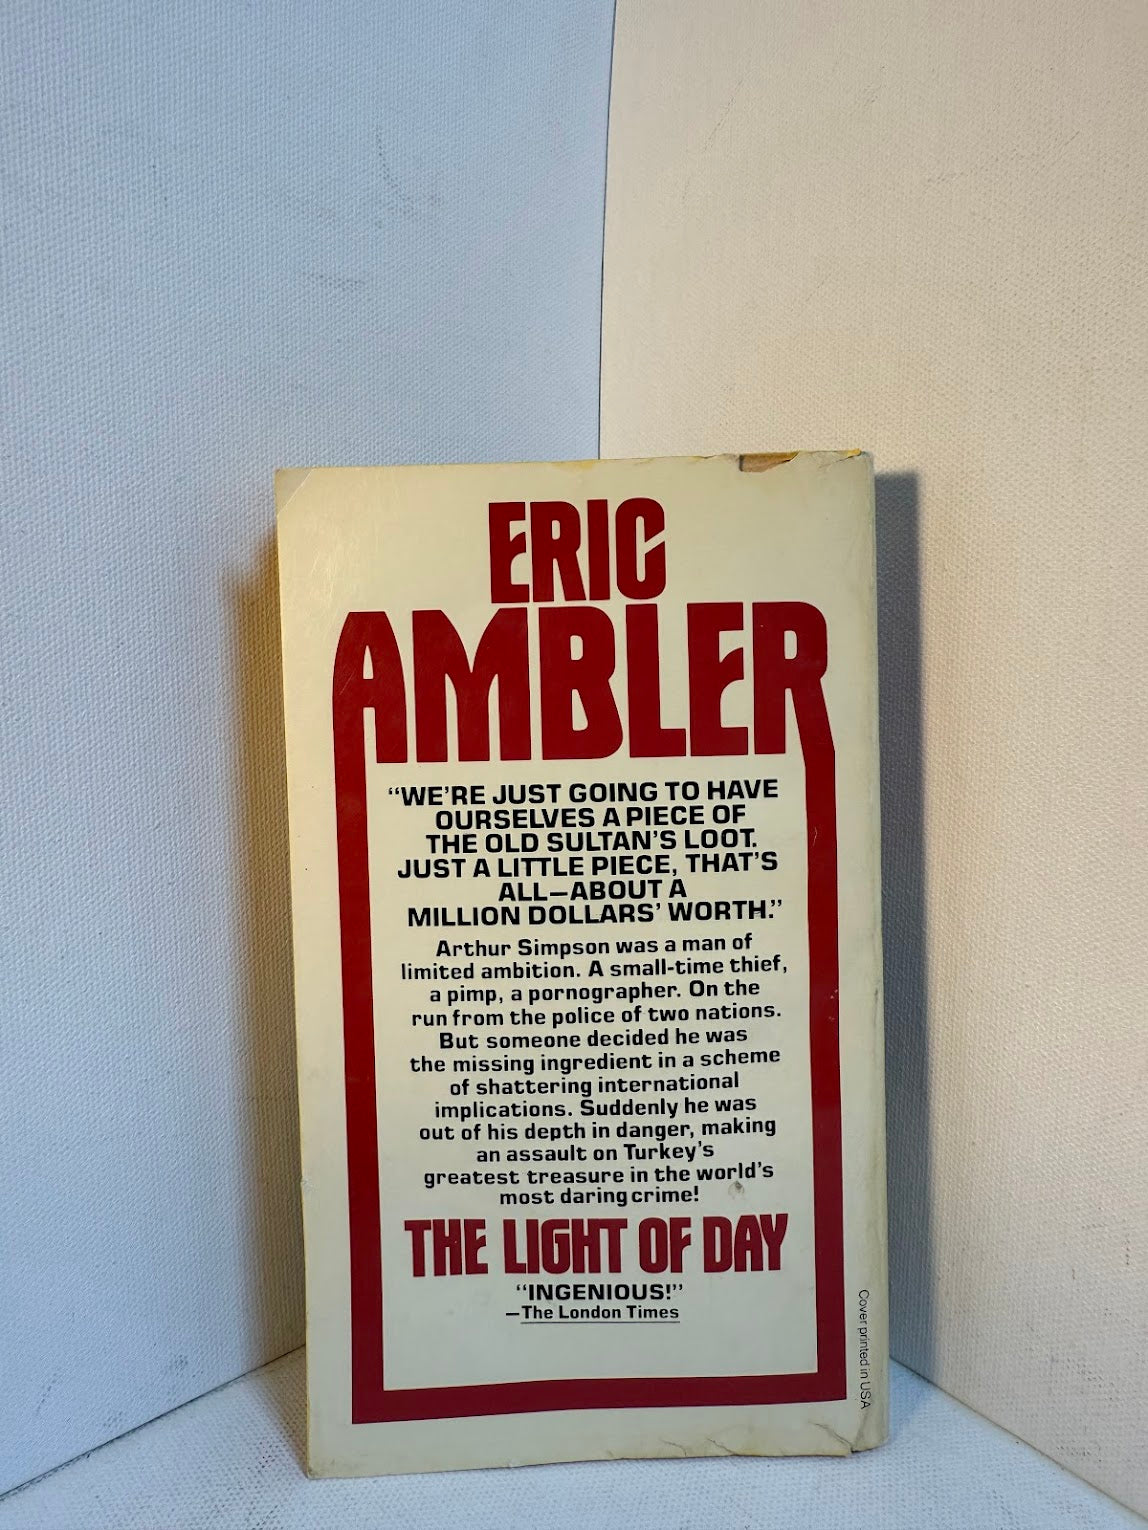 ERIC
AMBLER
“WE’RE JUST GOING TO HAVE
OURSELVES A PIECE OF
THE OLD SULTAN’S LOOT.
JUST A LITTLE PIECE, THAT’S
ALL—ABOUT A
MILLION DOLLARS’ WORTH.”
Arthur Simpson was a man of
limited ambition. A small-time thief,
a pimp, a pornographer. On the
run from the police of two nations.
But someone decided he was
the missing ingredient in a scheme
of shattering international
implications. Suddenly he was
out of his depth in danger, making
an assault on Turkey’s
greatest treasure in the world’s
most daring crime!
THE LIGHT OF DAY
“INGENIOUS!”
—The London Times
Cover printed in USA